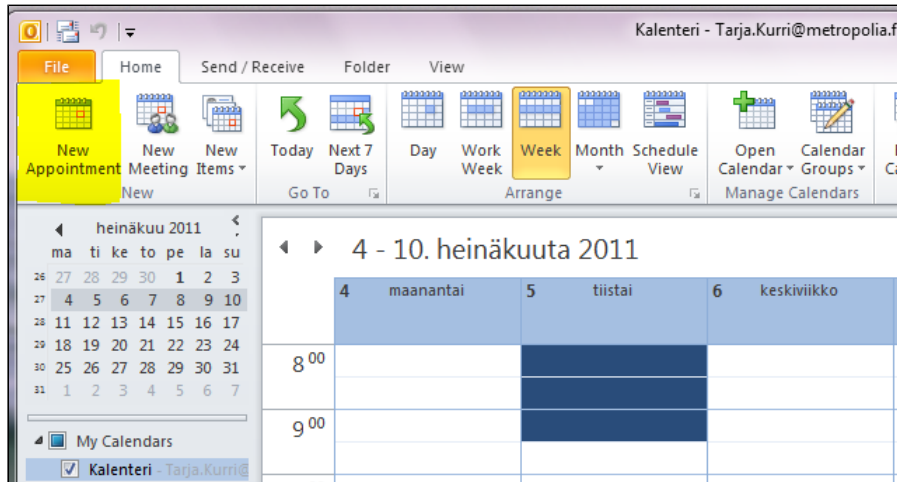 Kalenteri - Tarja.Kurri@metropolia.f
File Home Send / Receive Folder View
New Appointment New Meeting New Items Today Next 7 Days Day Work Week Week Month Schedule View Open Calendar Calendar Groups
New Go To Arrange Manage Calendars
heinäkuu 2011
ma ti ke to pe la su
26 27 28 29 30 1 2 3
27 4 5 6 7 8 9 10
28 11 12 13 14 15 16 17
29 18 19 20 21 22 23 24
30 25 26 27 28 29 30 31
31 1 2 3 4 5 6 7
My Calendars
Kalenteri - Tarja.Kurri@
4 - 10. heinäkuuta 2011
4 maanantai 5 tiistai 6 keskiviikko
8 00
9 00